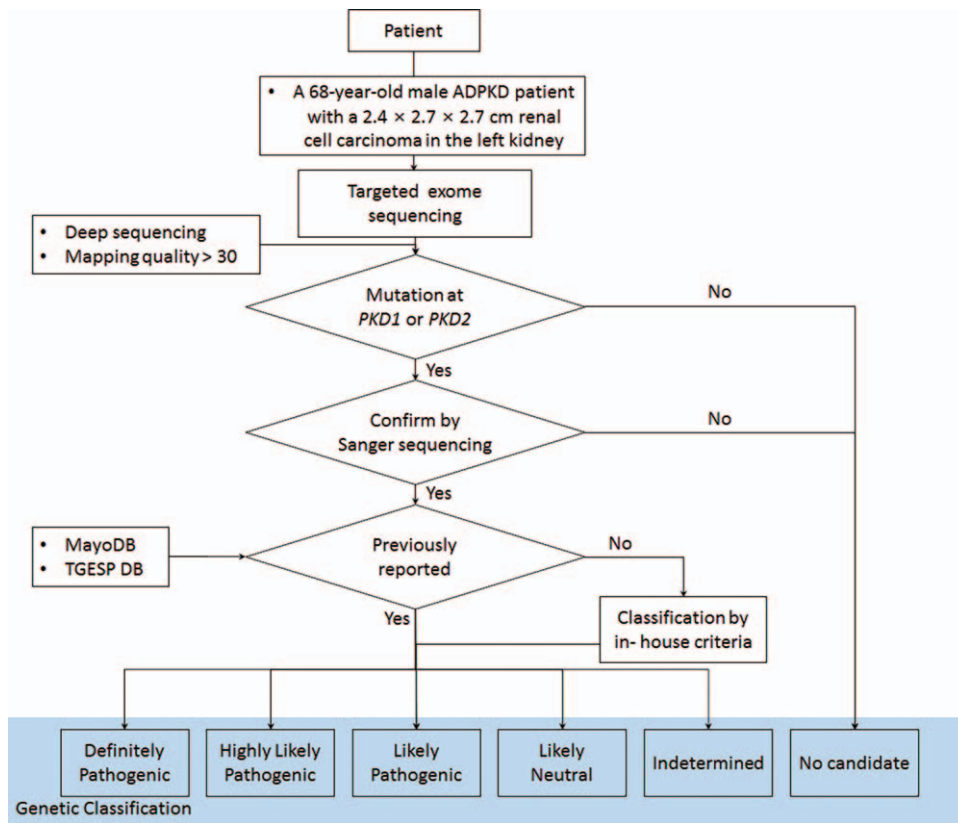 Patient
• A 68-year-old male ADPKD patient
with a 2.4 × 2.7 × 2.7 cm renal
cell carcinoma in the left kidney
Targeted exome
sequencing
• Deep sequencing
• Mapping quality > 30
Mutation at
PKD1 or PKD2
No
Yes
Confirm by
Sanger sequencing
No
Yes
• MayoDB
• TGESP DB
Previously
reported
No
Yes
Classification by
in- house criteria
Definitely
Pathogenic
Highly Likely
Pathogenic
Likely
Pathogenic
Likely
Neutral
Indetermined
No candidate
Genetic Classification